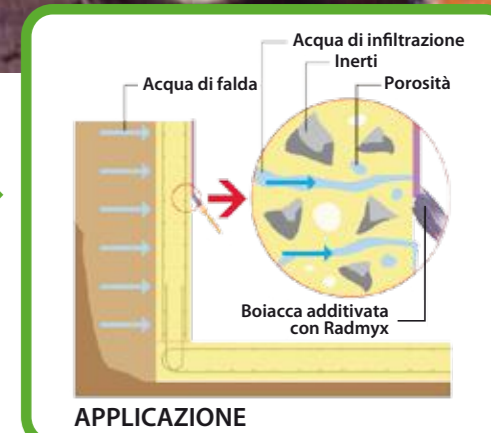 Acqua di infiltrazione
Inerti
Acqua di falda
Porosità
Boiacca additivata
con Radmyx
APPLICAZIONE